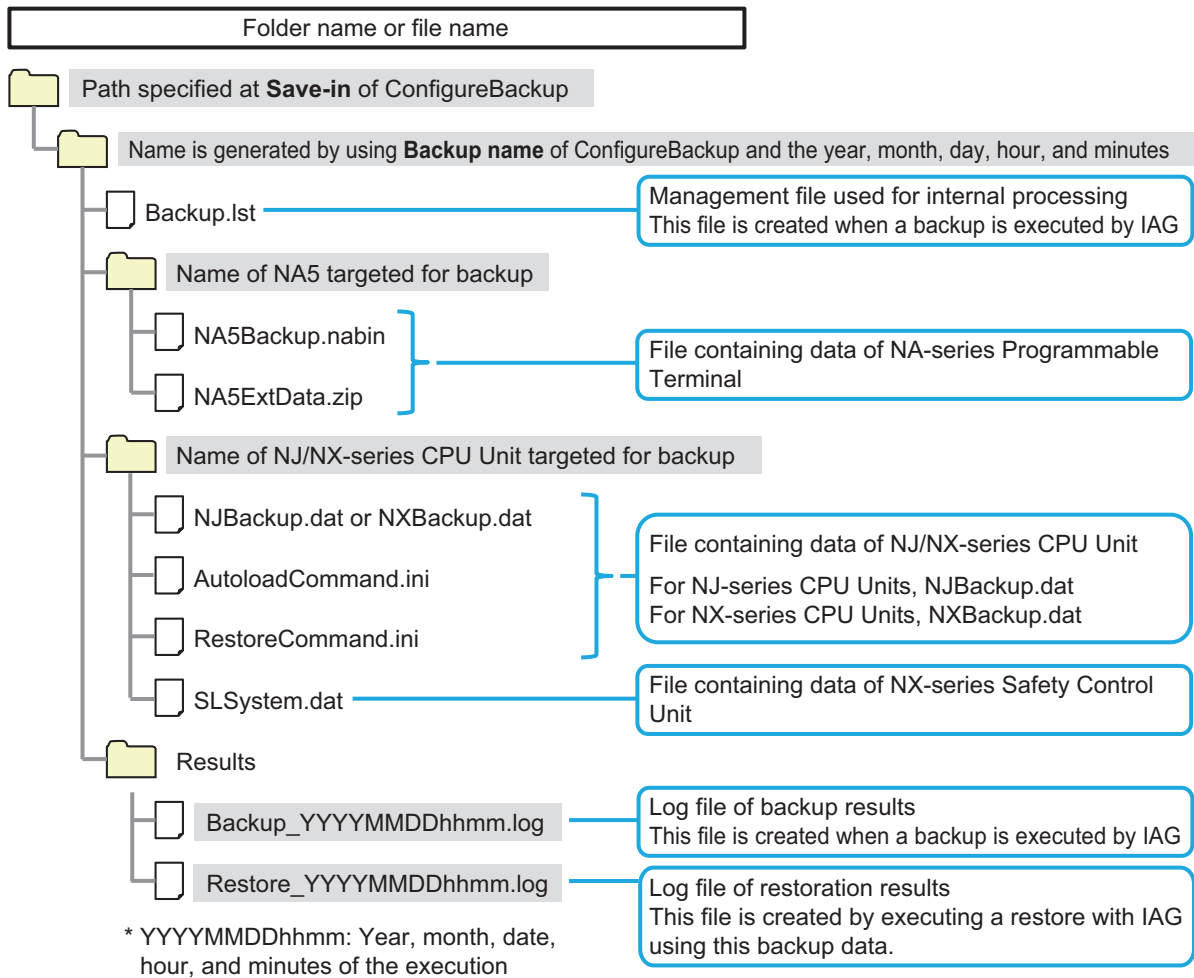 Folder name or file name
Path specified at Save-in of ConfigureBackup
Name is generated by using Backup name of ConfigureBackup and the year, month, day, hour, and minutes
Backup.lst
Management file used for internal processing
This file is created when a backup is executed by IAG
Name of NA5 targeted for backup
NA5Backup.nabin
NA5ExtData.zip
File containing data of NA-series Programmable
Terminal
Name of NJ/NX-series CPU Unit targeted for backup
NJBackup.dat or NXBackup.dat
AutoloadCommand.ini
RestoreCommand.ini
File containing data of NJ/NX-series CPU Unit
For NJ-series CPU Units, NJBackup.dat
For NX-series CPU Units, NXBackup.dat
SLSystem.dat
File containing data of NX-series Safety Control
Unit
Results
Backup_YYYYMMDDhhmm.log
Log file of backup results
This file is created when a backup is executed by IAG
Restore_YYYYMMDDhhmm.log
Log file of restoration results
This file is created by executing a restore with IAG
using this backup data.
* YYYYMMDDhhmm: Year, month, date,
hour, and minutes of the execution